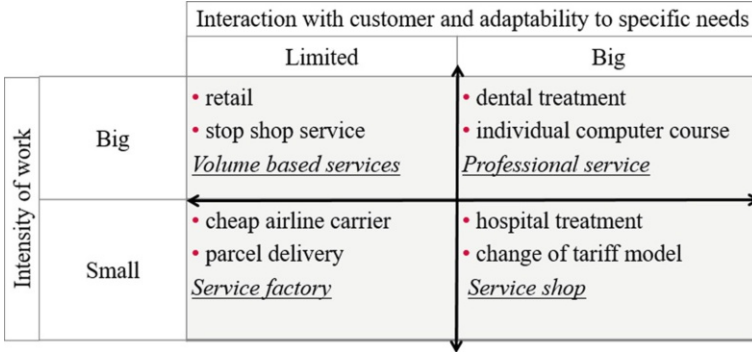 Interaction with customer and adaptability to specific needs
Limited
Big
Intensity of work
Big
• retail
• stop shop service
Volume based services
• dental treatment
• individual computer course
Professional service
Small
• cheap airline carrier
• parcel delivery
Service factory
• hospital treatment
• change of tariff model
Service shop